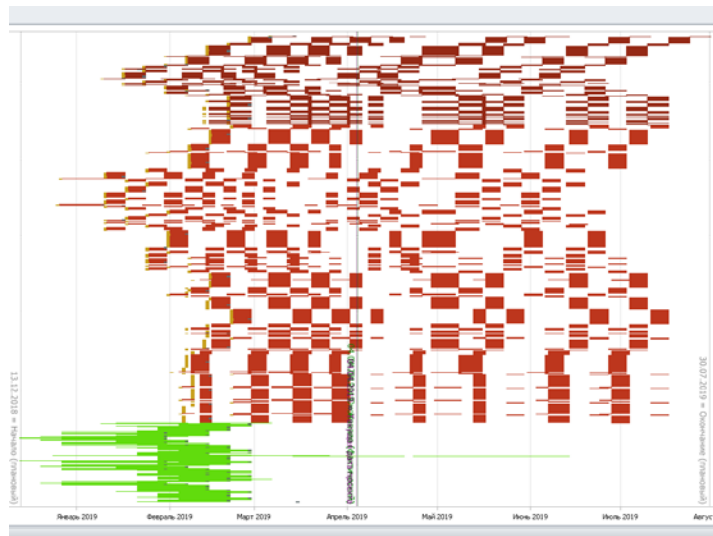 13.12.2018 = Начало (плановый)
30.07.2019 = Окончание (плановый)
Январь 2019
Февраль 2019
Март 2019
Апрель 2019
Май 2019
Июнь 2019
Июль 2019